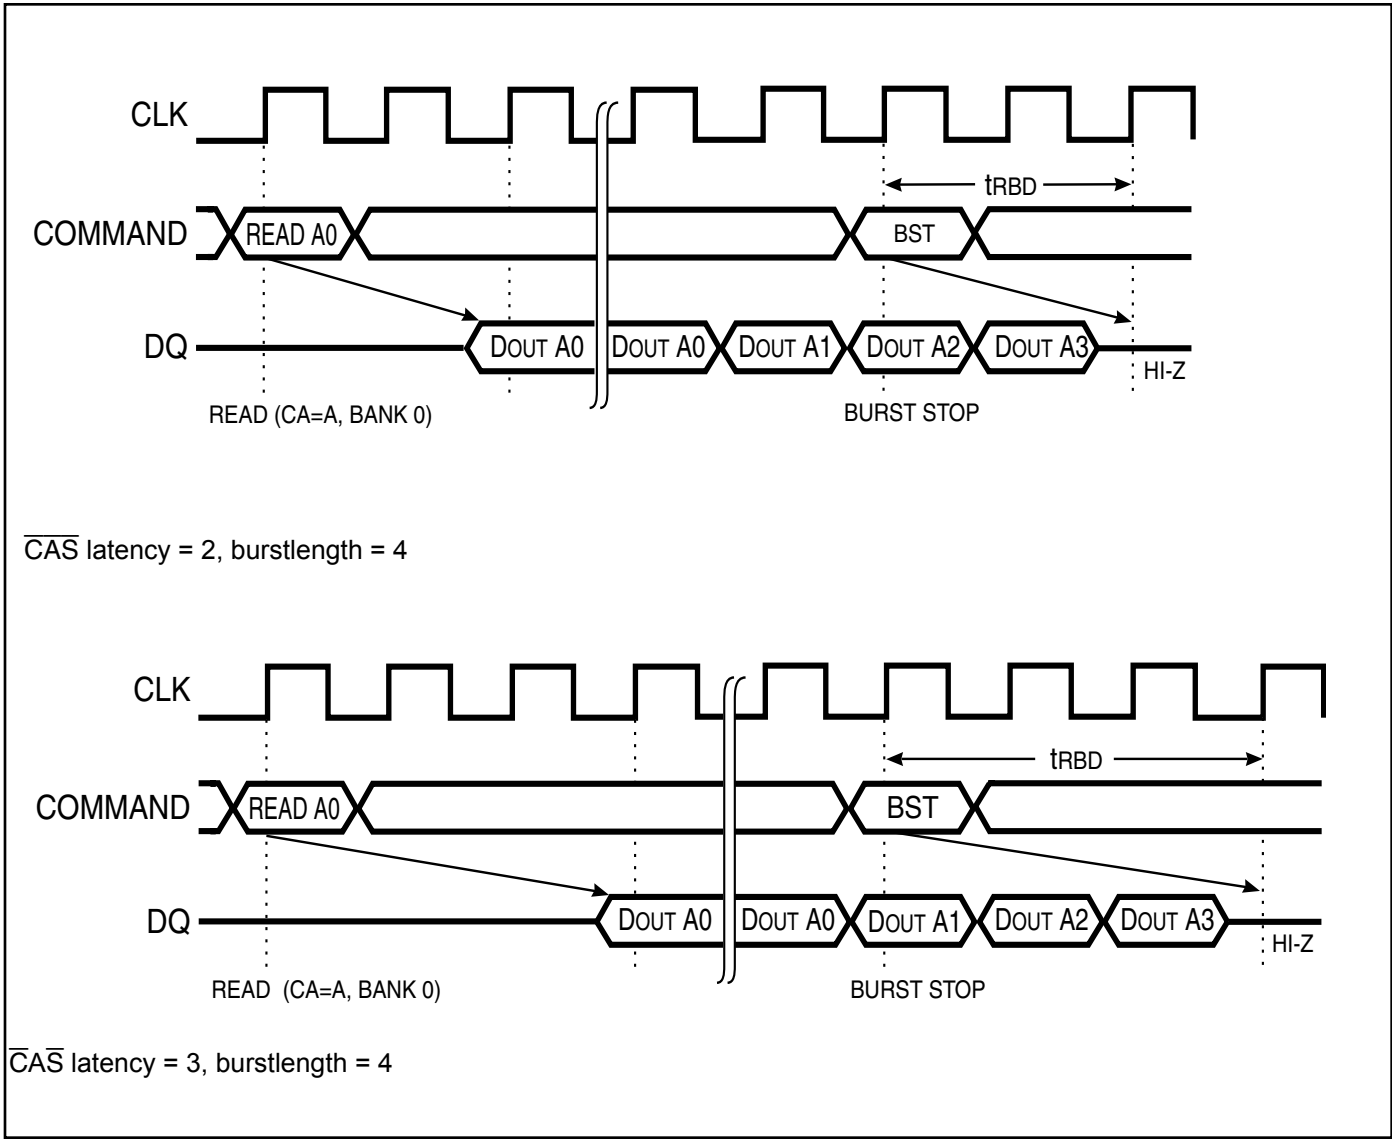 CLK
tRBD
COMMAND READ A0 BST
DQ DOUT A0 DOUT A0 DOUT A1 DOUT A2 DOUT A3
HI-Z
READ (CA=A, BANK 0) BURST STOP
C̅A̅S̅ latency = 2, burstlength = 4
CLK
tRBD
COMMAND READ A0 BST
DQ DOUT A0 DOUT A0 DOUT A1 DOUT A2 DOUT A3
HI-Z
READ (CA=A, BANK 0) BURST STOP
C̅AS̅ latency = 3, burstlength = 4